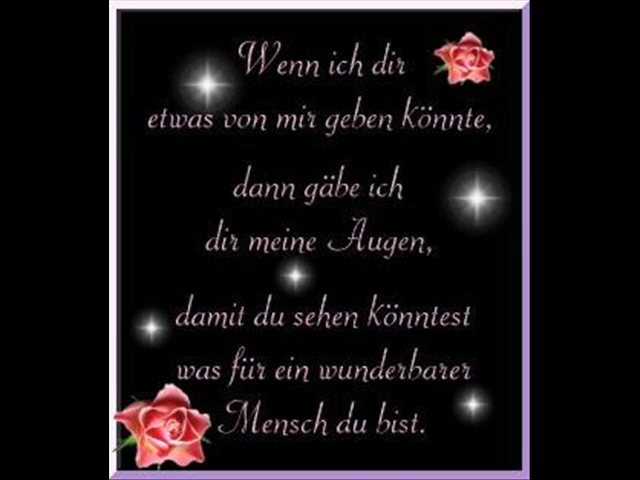 Wenn ich dir
etwas von mir geben könnte,
dann gäbe ich
dir meine Augen,
damit du sehen könntest
was für ein wunderbarer
Mensch du bist.